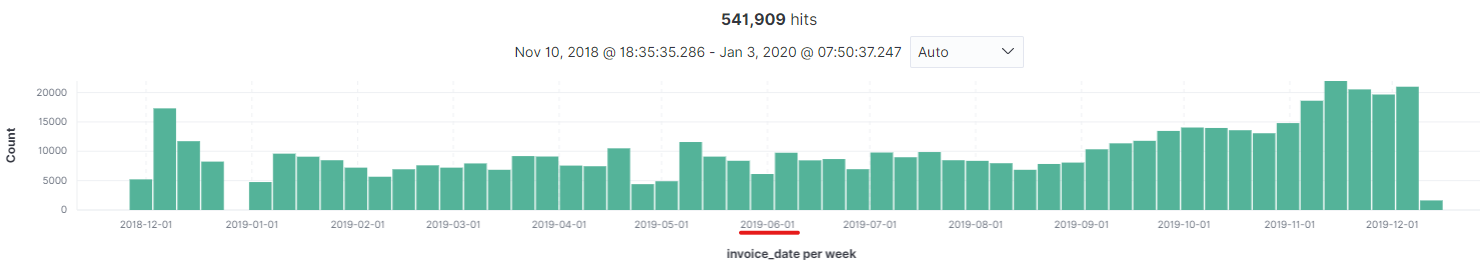 541,909 hits
Nov 10, 2018 @ 18:35:35.286 - Jan 3, 2020 @ 07:50:37.247 Auto
Count
20000
15000
10000
5000
0
2018-12-01 2019-01-01 2019-02-01 2019-03-01 2019-04-01 2019-05-01 2019-06-01 2019-07-01 2019-08-01 2019-09-01 2019-10-01 2019-11-01 2019-12-01
invoice_date per week